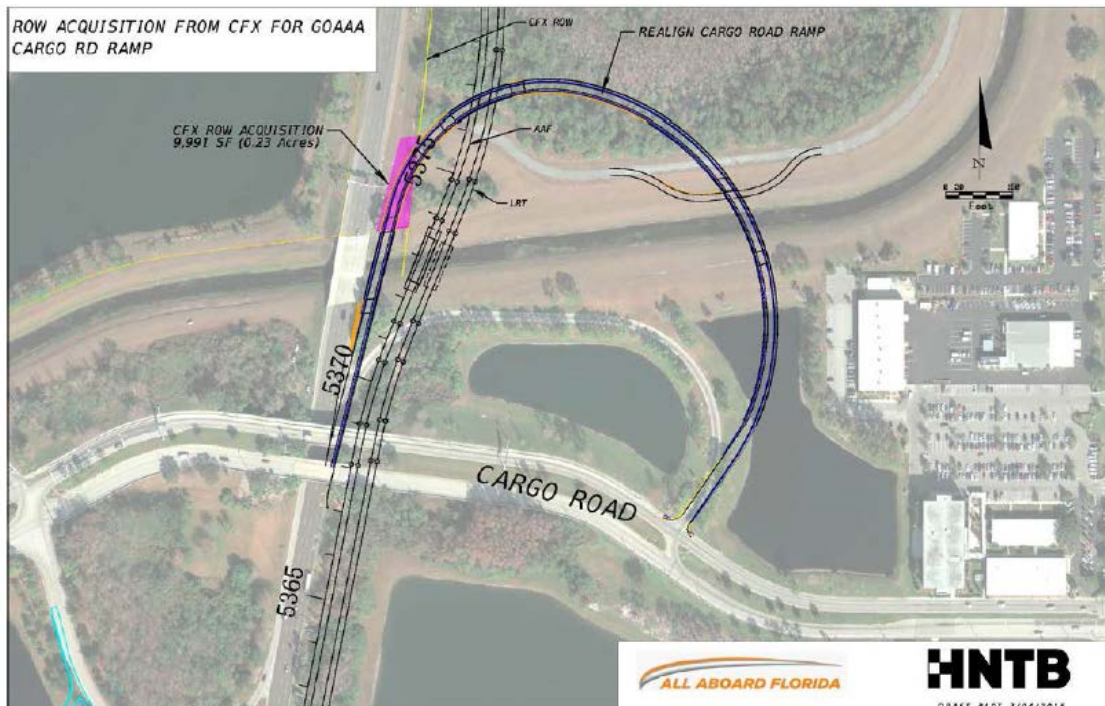 ROW ACQUISITION FROM CFX FOR GOAAA
CARGO RD RAMP
CFX ROW
REALIGN CARGO ROAD RAMP
CFX ROW ACQUISITION
9,991 SF (0.23 Acres)
5375
AAF
LRT
N
Feet
5370
CARGO ROAD
5365
ALL ABOARD FLORIDA
HNTB